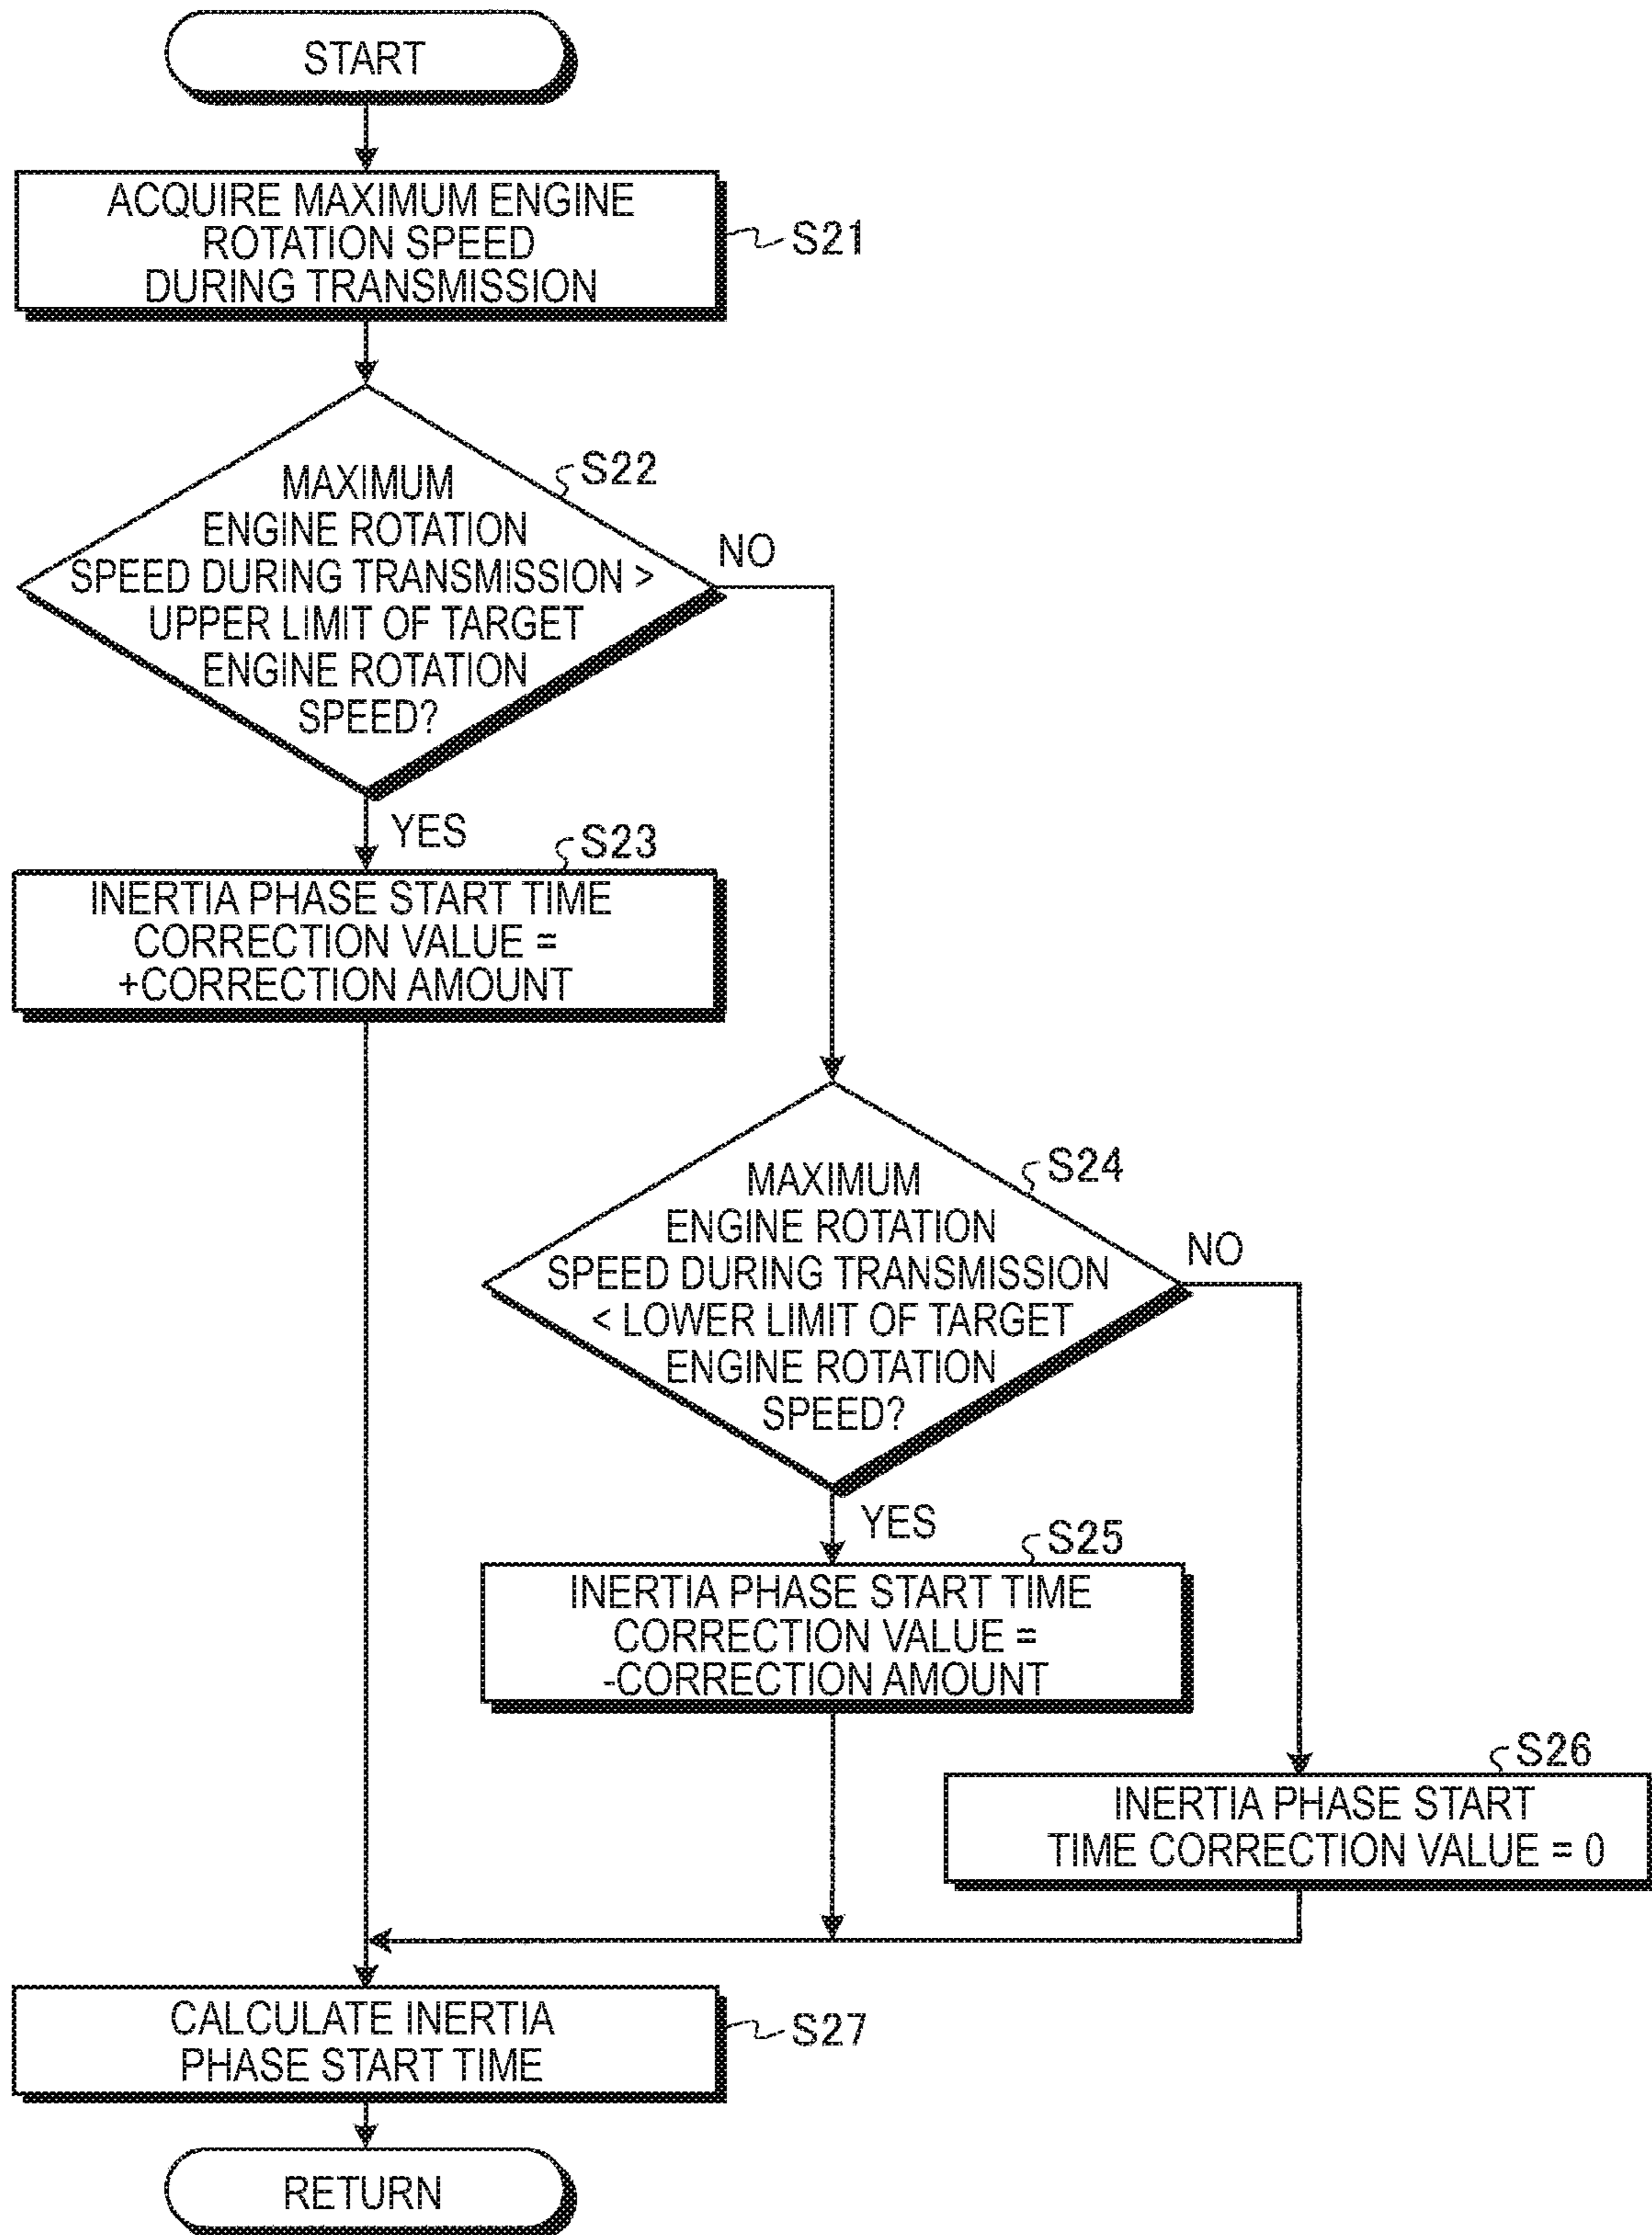 START
ACQUIRE MAXIMUM ENGINE
ROTATION SPEED
DURING TRANSMISSION
S21
S22
MAXIMUM
ENGINE ROTATION
SPEED DURING TRANSMISSION >
UPPER LIMIT OF TARGET
ENGINE ROTATION
SPEED?
NO
YES
S23
INERTIA PHASE START TIME
CORRECTION VALUE =
+CORRECTION AMOUNT
S24
MAXIMUM
ENGINE ROTATION
SPEED DURING TRANSMISSION
< LOWER LIMIT OF TARGET
ENGINE ROTATION
SPEED?
NO
YES
S25
INERTIA PHASE START TIME
CORRECTION VALUE =
-CORRECTION AMOUNT
S26
INERTIA PHASE START
TIME CORRECTION VALUE = 0
CALCULATE INERTIA
PHASE START TIME
S27
RETURN